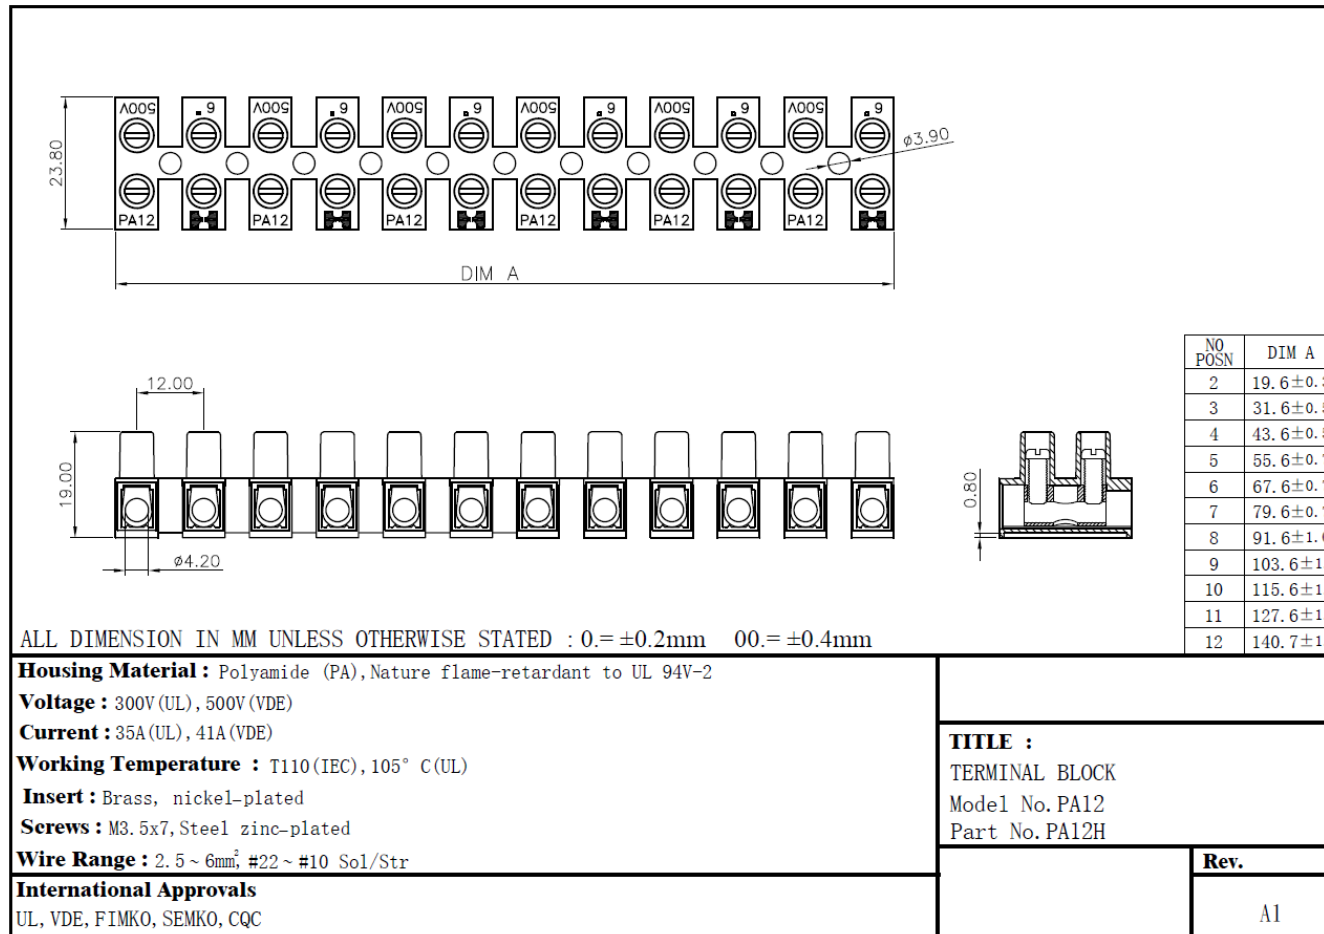 500V 6 500V 6 500V 6 500V 6 500V 6 500V 6
23.80
ø3.90
PA12 PA12 PA12 PA12 PA12 PA12
DIM A
12.00
19.00
ø4.20
0.80
NO POSN DIM A
2 19.6±0.
3 31.6±0.
4 43.6±0.
5 55.6±0.
6 67.6±0.
7 79.6±0.
8 91.6±1.
9 103.6±1
10 115.6±1
11 127.6±1
12 140.7±1
ALL DIMENSION IN MM UNLESS OTHERWISE STATED : 0.= ±0.2mm 00.= ±0.4mm
Housing Material : Polyamide (PA), Nature flame-retardant to UL 94V-2
Voltage : 300V(UL), 500V(VDE)
Current : 35A(UL), 41A(VDE)
Working Temperature : T110(IEC), 105° C(UL)
Insert : Brass, nickel-plated
Screws : M3.5x7, Steel zinc-plated
Wire Range : 2.5~6mm², #22~#10 Sol/Str
International Approvals
UL, VDE, FIMKO, SEMKO, CQC
TITLE :
TERMINAL BLOCK
Model No. PA12
Part No. PA12H
Rev.
A1